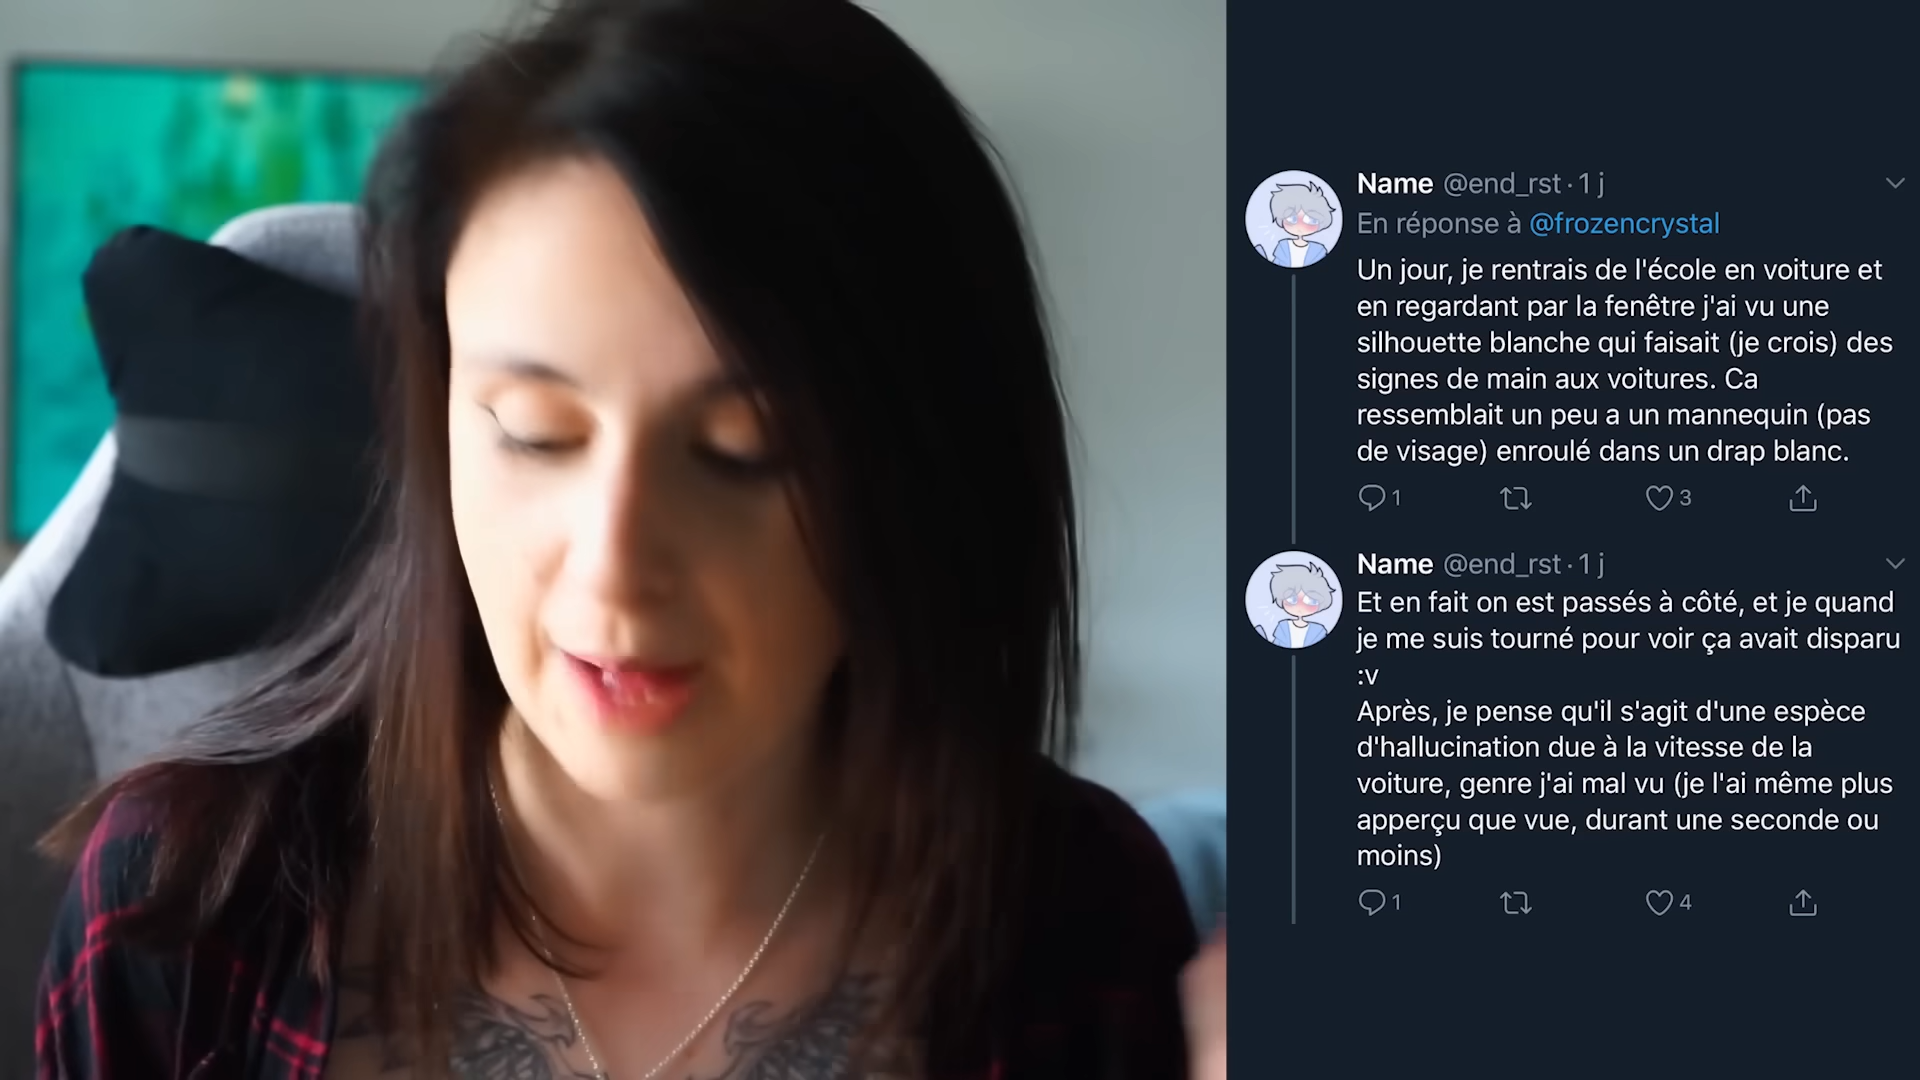 Name @end_rst · 1 j
En réponse à @frozencrystal
Un jour, je rentrais de l'école en voiture et
en regardant par la fenêtre j'ai vu une
silhouette blanche qui faisait (je crois) des
signes de main aux voitures. Ca
ressemblait un peu a un mannequin (pas
de visage) enroulé dans un drap blanc.
1 3
Name @end_rst · 1 j
Et en fait on est passés à côté, et je quand
je me suis tourné pour voir ça avait disparu
:v
Après, je pense qu'il s'agit d'une espèce
d'hallucination due à la vitesse de la
voiture, genre j'ai mal vu (je l'ai même plus
apperçu que vue, durant une seconde ou
moins)
1 4